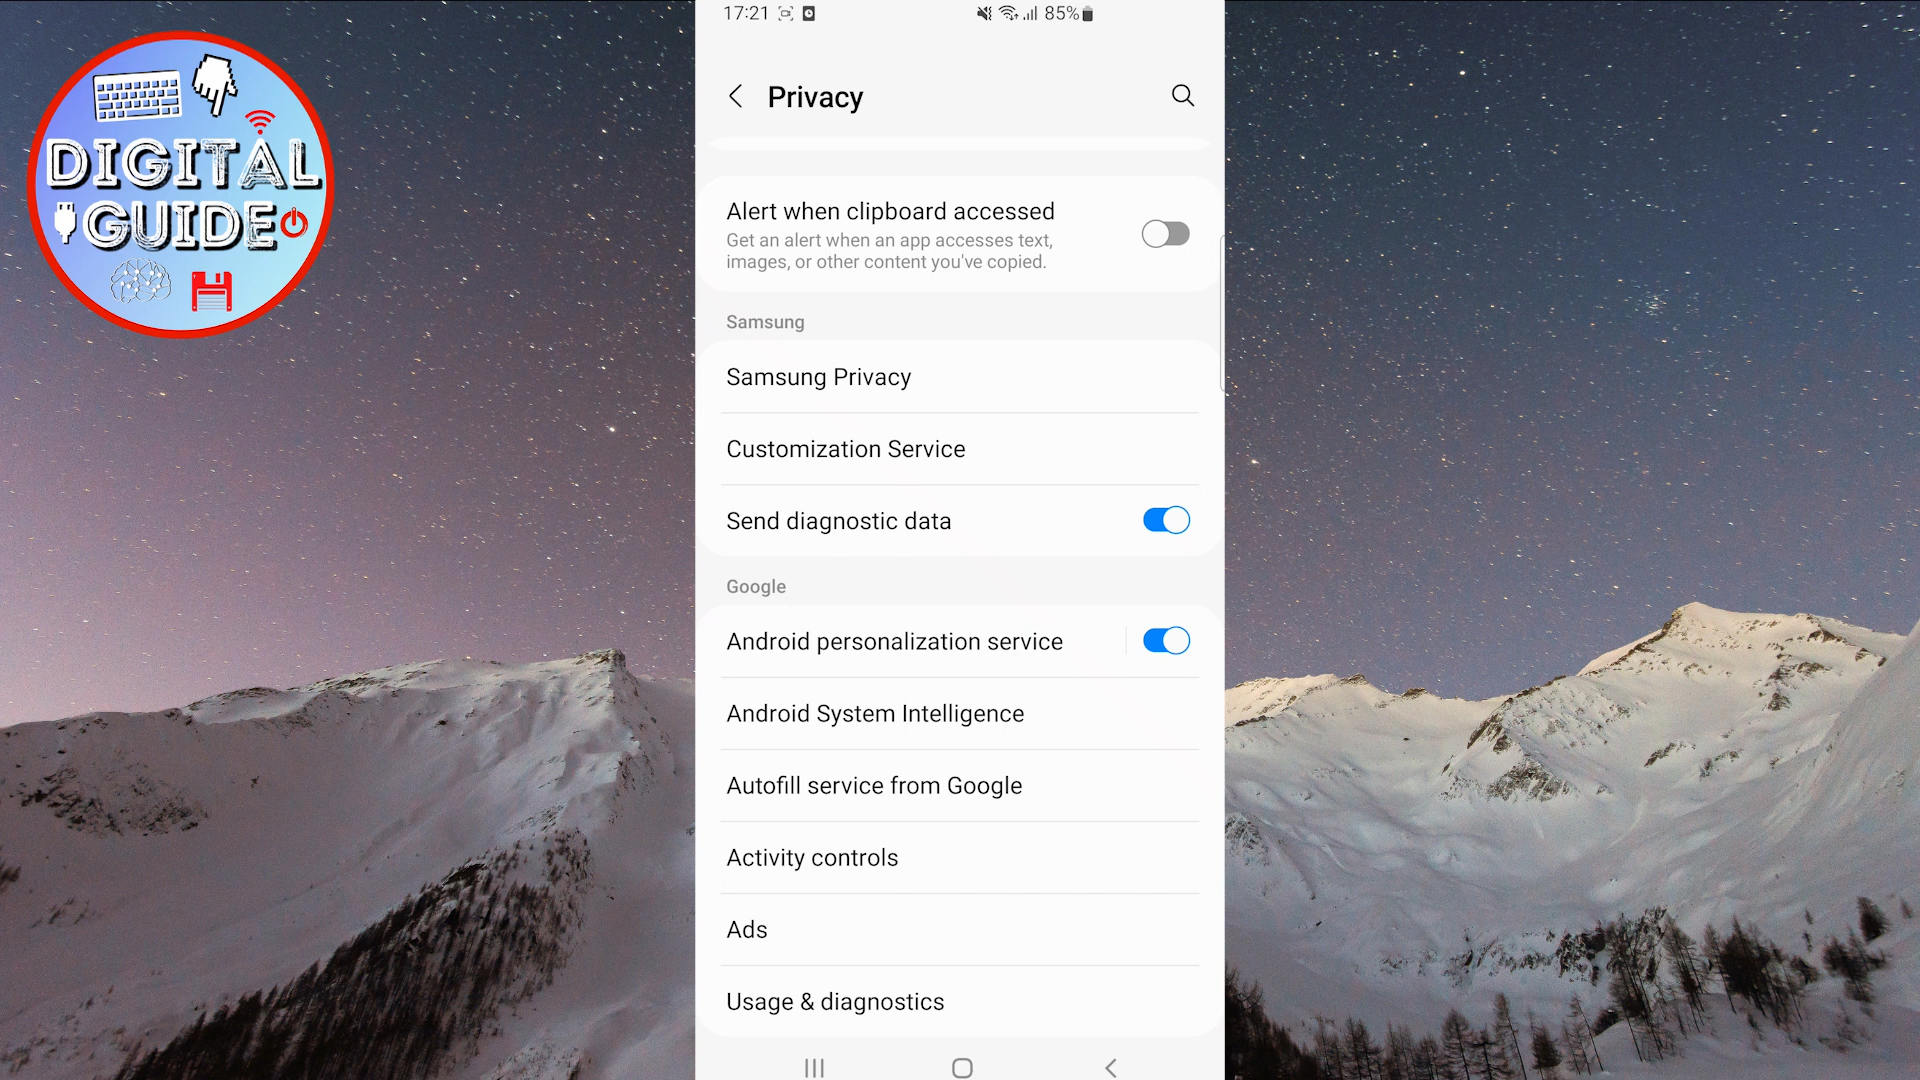 DIGITAL
GUIDE
17:21
85%
Privacy
Alert when clipboard accessed
Get an alert when an app accesses text,
images, or other content you've copied.
Samsung
Samsung Privacy
Customization Service
Send diagnostic data
Google
Android personalization service
Android System Intelligence
Autofill service from Google
Activity controls
Ads
Usage & diagnostics